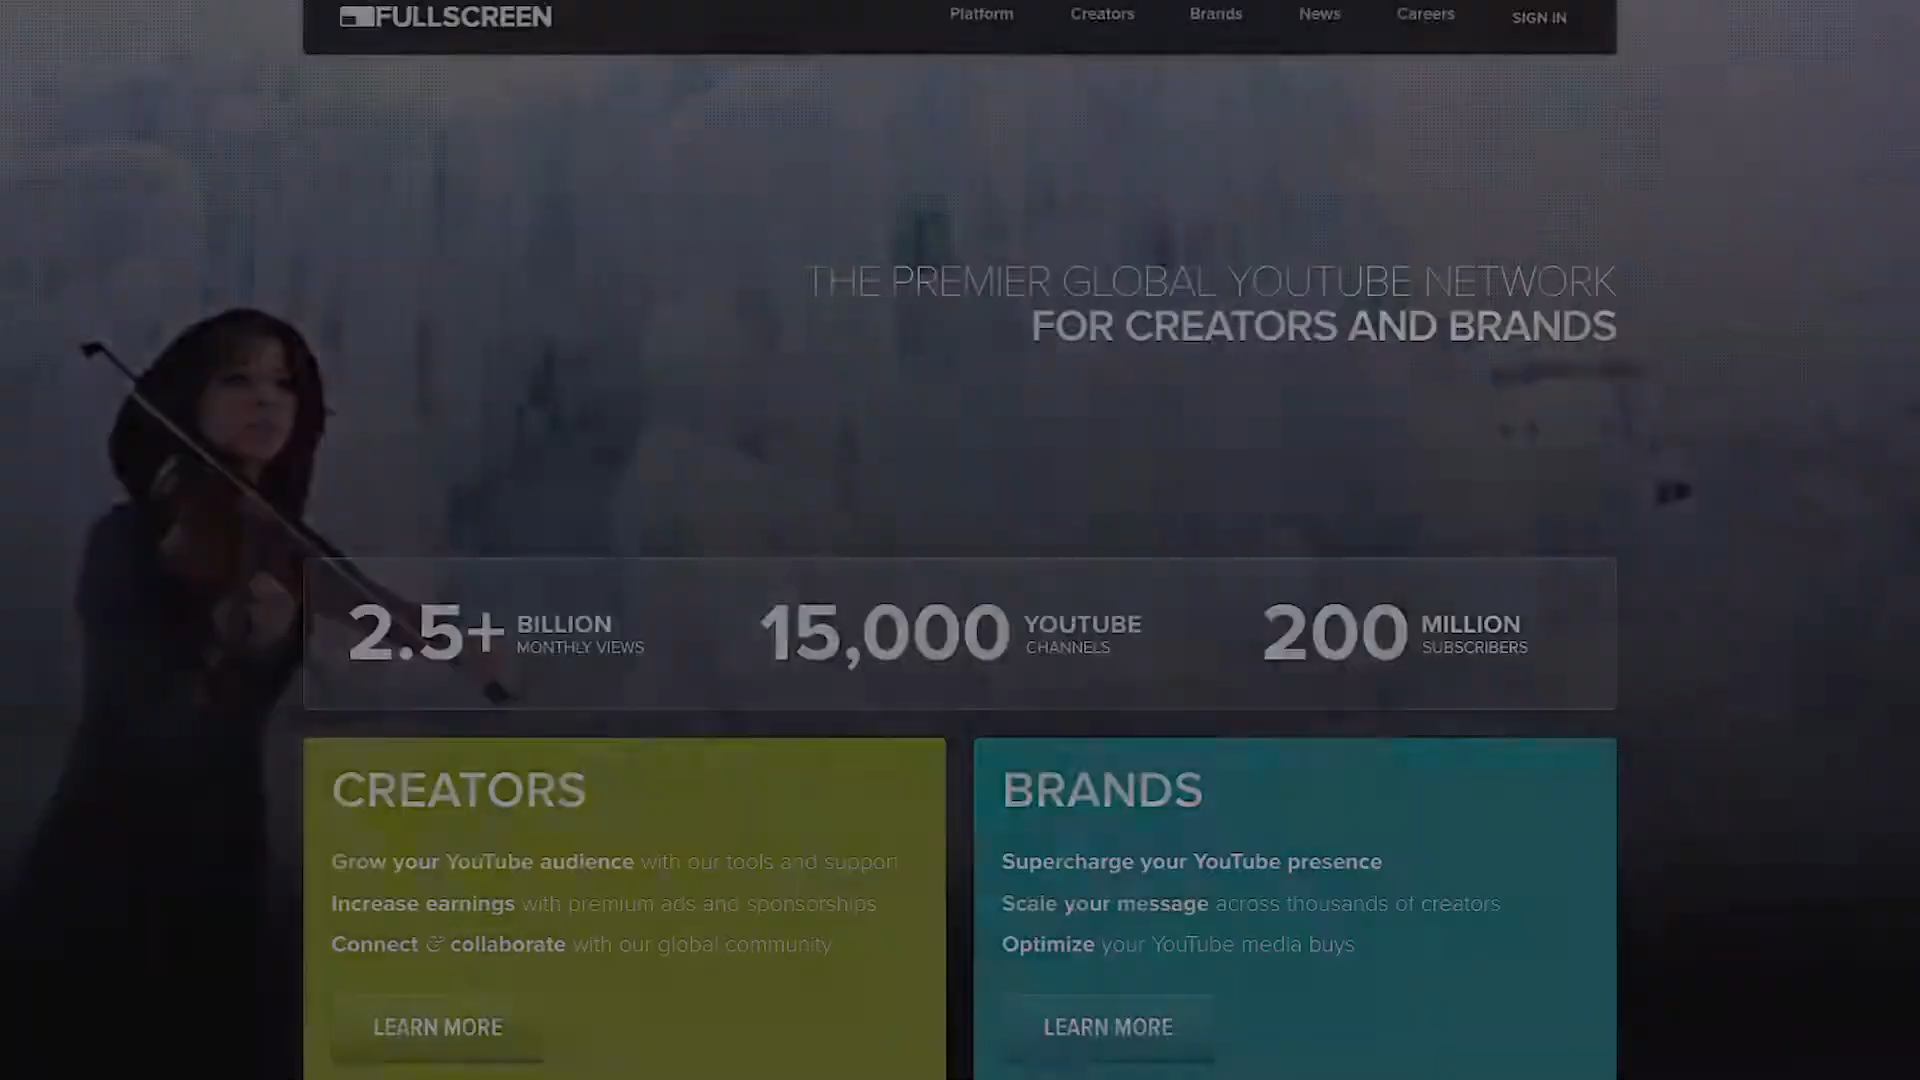 FULLSCREEN
Platform Creators Brands News Careers SIGN IN
THE PREMIER GLOBAL YOUTUBE NETWORK
FOR CREATORS AND BRANDS
2.5+ BILLION MONTHLY VIEWS
15,000 YOUTUBE CHANNELS
200 MILLION SUBSCRIBERS
CREATORS
Grow your YouTube audience with our tools and support
Increase earnings with premium ads and sponsorships
Connect & collaborate with our global community
LEARN MORE
BRANDS
Supercharge your YouTube presence
Scale your message across thousands of creators
Optimize your YouTube media buys
LEARN MORE